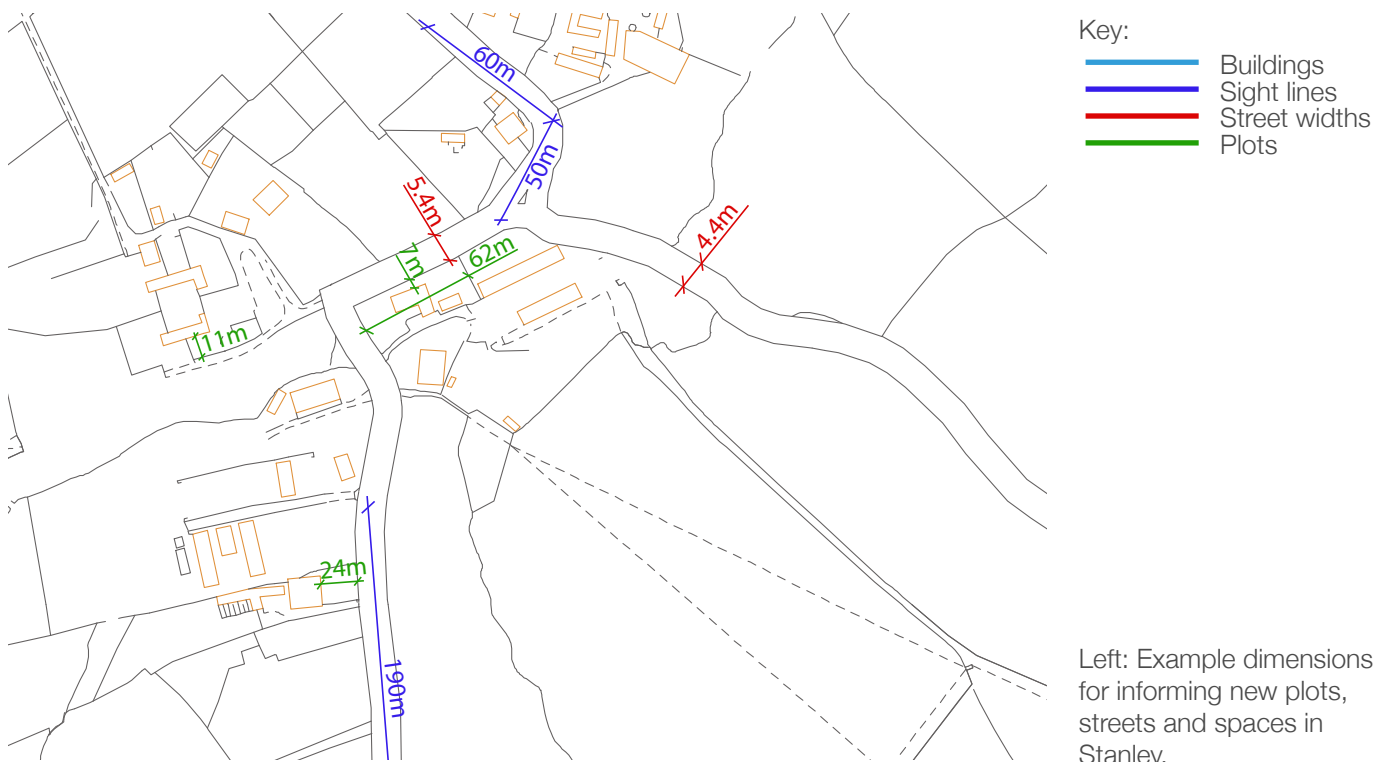 60m
50m
5.4m
4.4m
7m
62m
11m
24m
190m
Key:
Buildings
Sight lines
Street widths
Plots
Left: Example dimensions
for informing new plots,
streets and spaces in
Stanley.